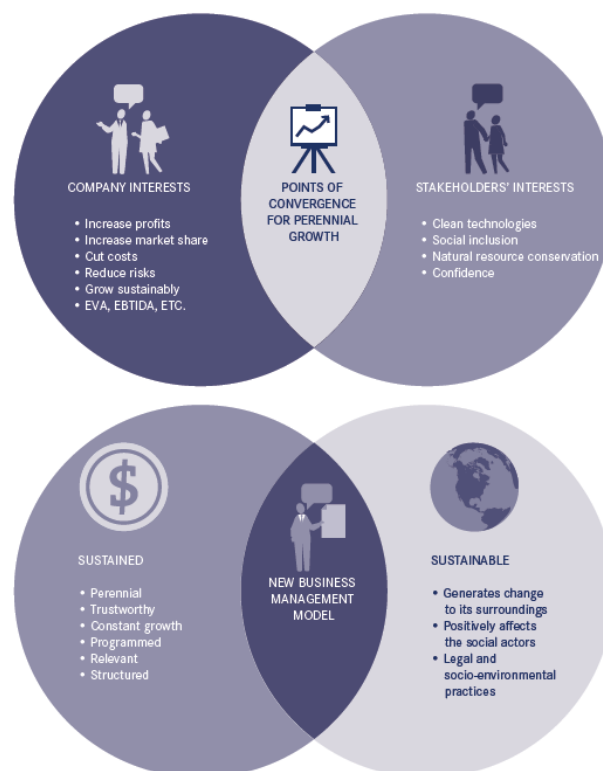 COMPANY INTERESTS
• Increase profits
• Increase market share
• Cut costs
• Reduce risks
• Grow sustainably
• EVA, EBTIDA, ETC.
POINTS OF
CONVERGENCE
FOR PERENNIAL
GROWTH
STAKEHOLDERS' INTERESTS
• Clean technologies
• Social inclusion
• Natural resource conservation
• Confidence
$
SUSTAINED
• Perennial
• Trustworthy
• Constant growth
• Programmed
• Relevant
• Structured
NEW BUSINESS
MANAGEMENT
MODEL
SUSTAINABLE
• Generates change
to its surroundings
• Positively affects
the social actors
• Legal and
socio-environmental
practices